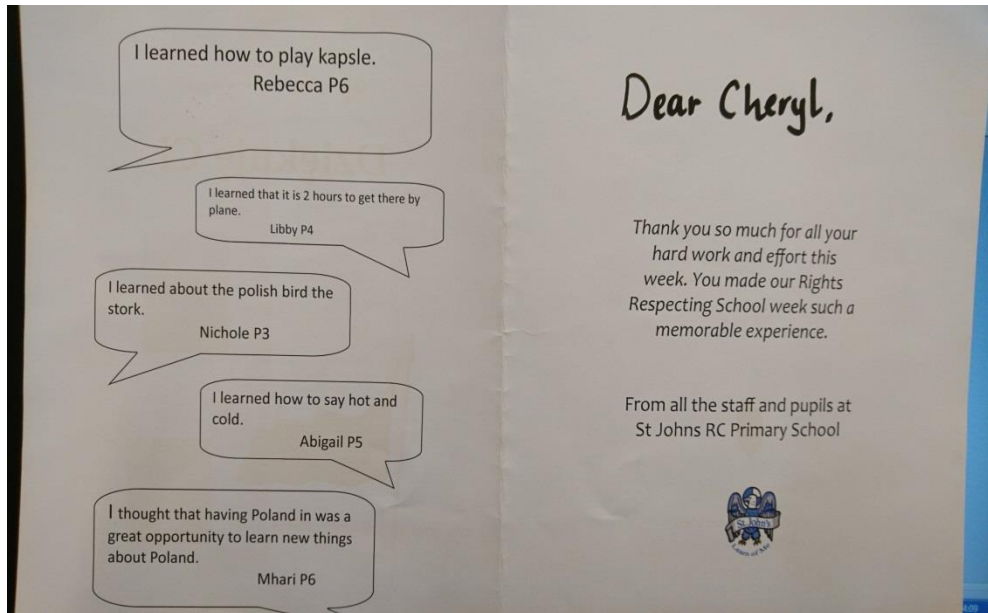 I learned how to play kapsle.
Rebecca P6
I learned that it is 2 hours to get there by
plane.
Libby P4
I learned about the polish bird the
stork.
Nichole P3
I learned how to say hot and
cold.
Abigail P5
I thought that having Poland in was a
great opportunity to learn new things
about Poland.
Mhari P6
Dear Cheryl,
Thank you so much for all your
hard work and effort this
week. You made our Rights
Respecting School week such a
memorable experience.
From all the staff and pupils at
St Johns RC Primary School
St John's
Learn of Me